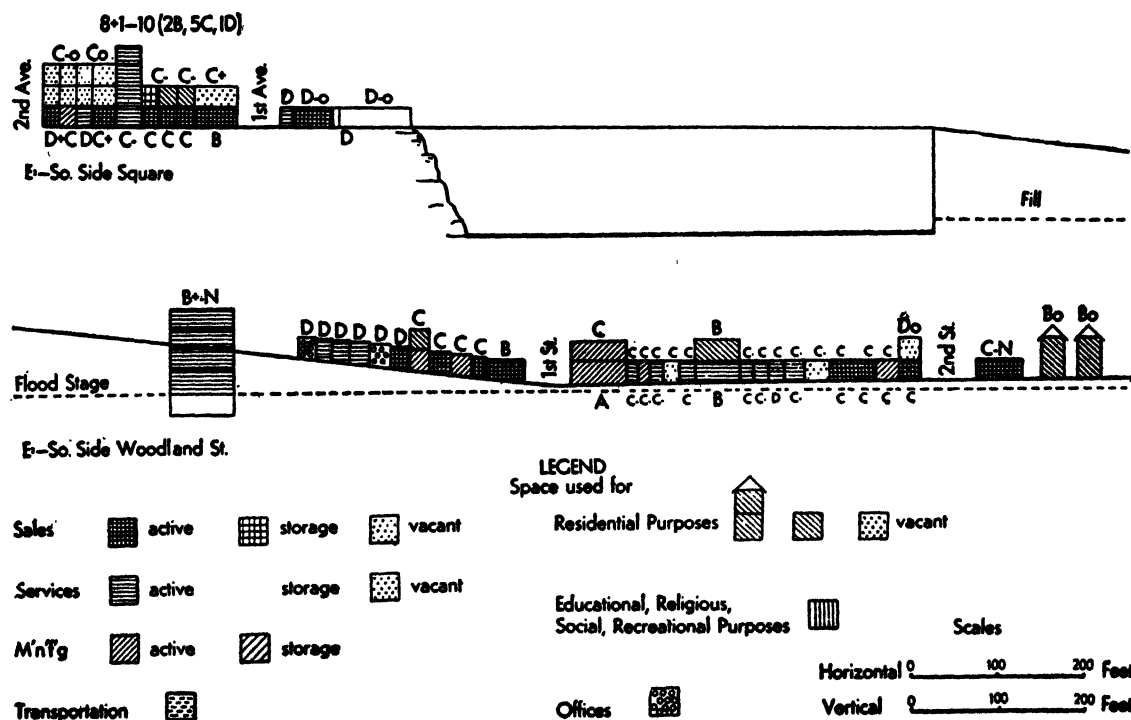 8+1–10 (2B, 5C, 1D)
C-o Co C- C- C+
2nd Ave.
1st Ave.
D D-o D-o
D+C DC+ C- C C C B D
E¹–So. Side Square
Fill
B+-N
D D D D D D C C C C B
1st St.
C C C C C C B C C C C- C C C C C Do
2nd St.
C-N Bo Bo
Flood Stage
A C- C- C- C B C C- D C- C C C C
E¹–So. Side Woodland St.
LEGEND
Space used for
Sales active storage vacant
Residential Purposes vacant
Services active storage vacant
Educational, Religious,
Social, Recreational Purposes
M'n'f'g active storage
Scales
Horizontal 0 100 200 Feet
Transportation
Offices
Vertical 0 100 200 Feet